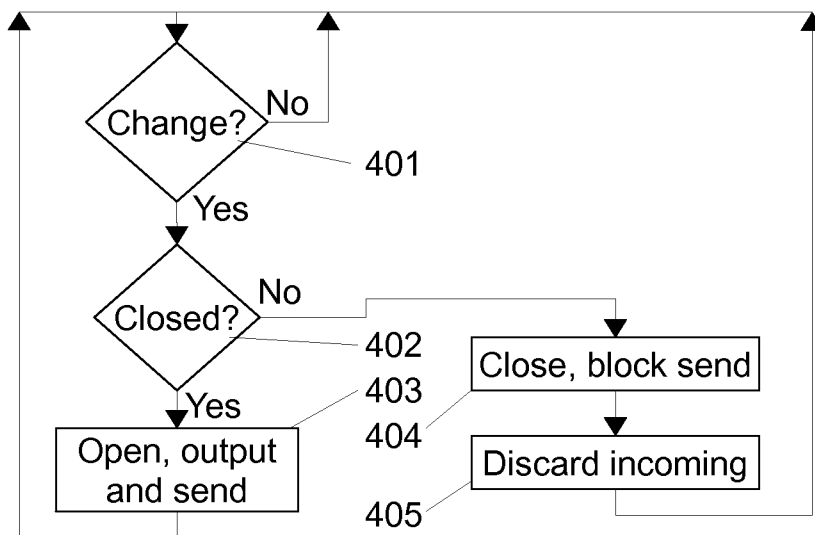 No
Change?
401
Yes
No
Closed?
402
Close, block send
403
Yes
404
Open, output
and send
Discard incoming
405